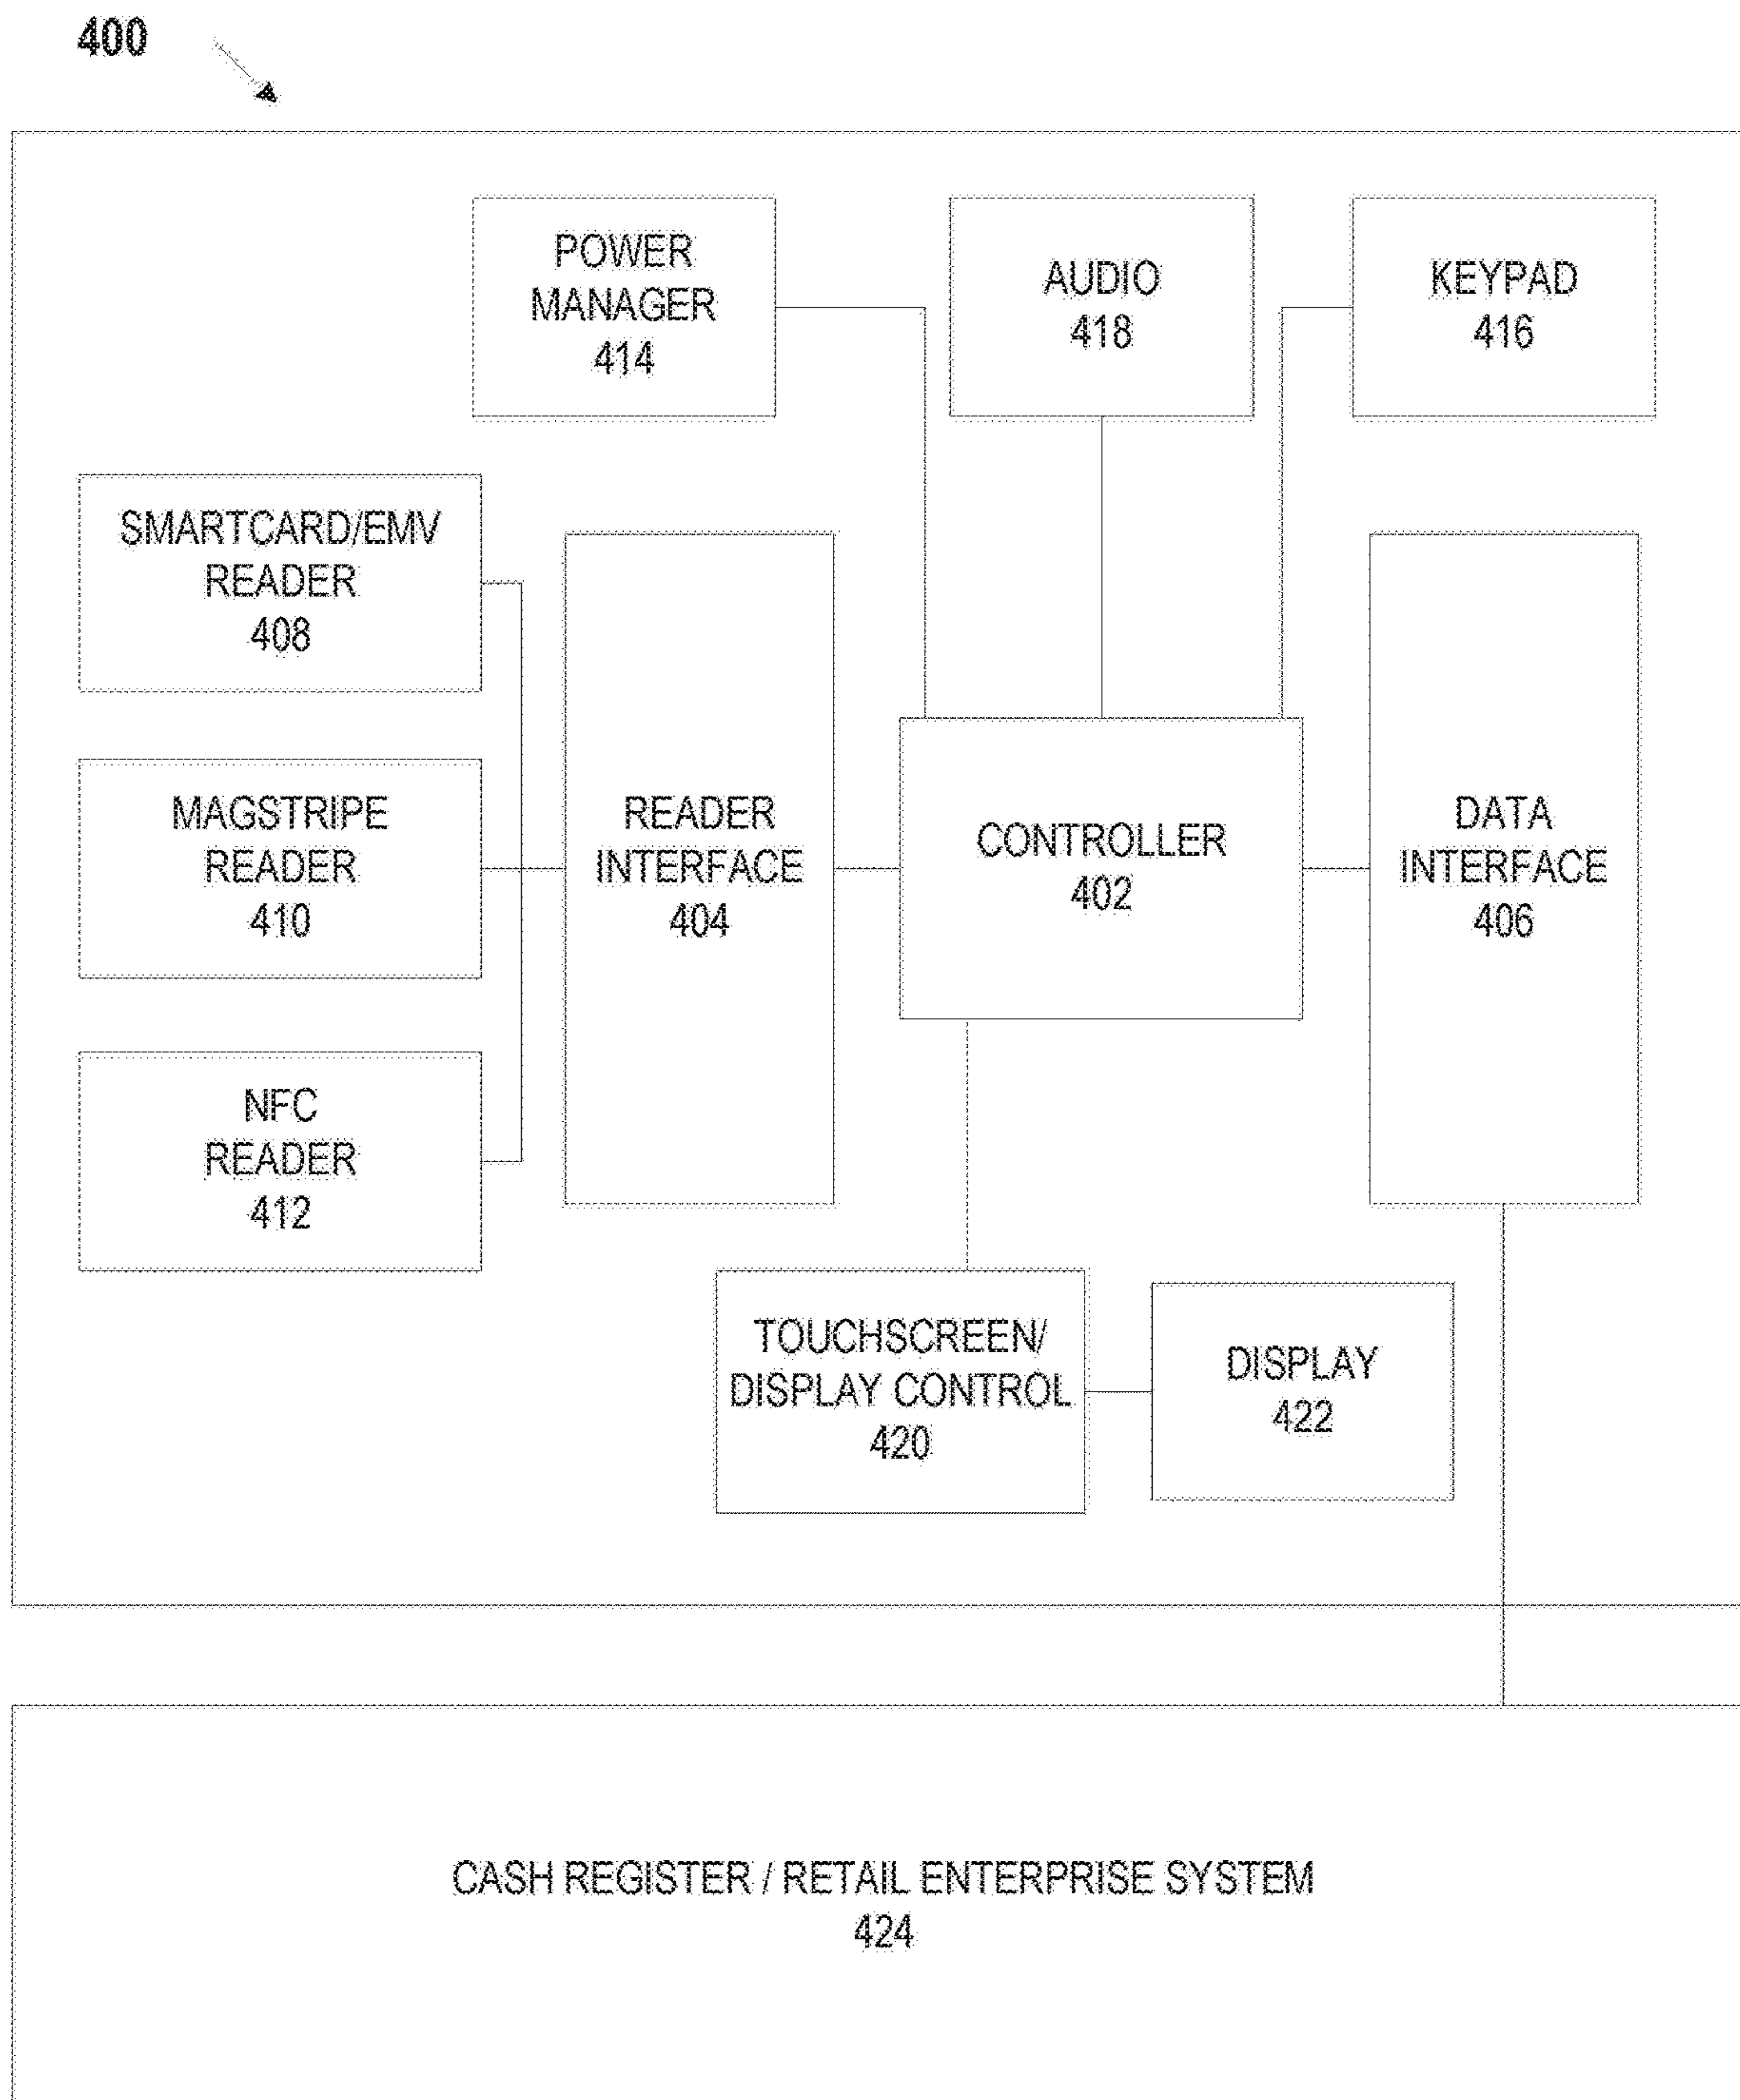 400
POWER
MANAGER
414
AUDIO
418
KEYPAD
416
SMARTCARD/EMV
READER
408
MAGSTRIPE
READER
410
NFC
READER
412
READER
INTERFACE
404
CONTROLLER
402
DATA
INTERFACE
406
TOUCHSCREEN/
DISPLAY CONTROL
420
DISPLAY
422
CASH REGISTER / RETAIL ENTERPRISE SYSTEM
424